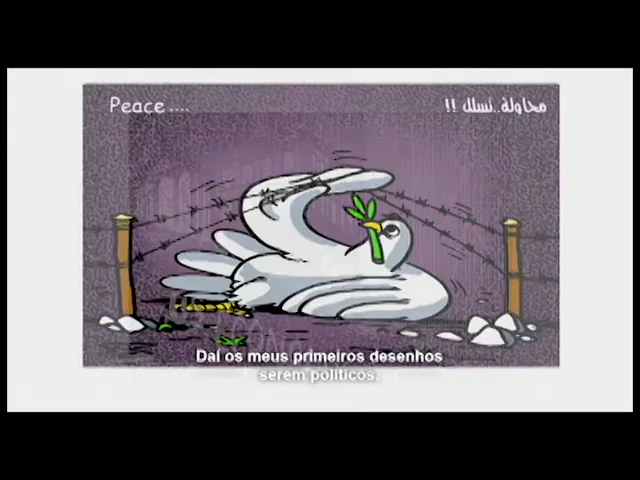 Peace ....
محاولة..تسلل !!
Daí os meus primeiros desenhos
serem políticos.